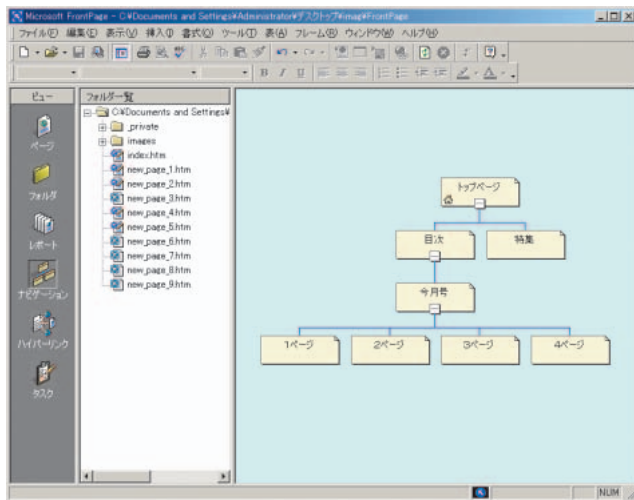 Microsoft FrontPage - C:¥Documents and Settings¥Administrator¥デスクトップ¥imag¥FrontPage
ファイル(F) 編集(E) 表示(V) 挿入(I) 書式(O) ツール(T) 表(A) フレーム(R) ウィンドウ(W) ヘルプ(H)
B I U A
ビュー
フォルダ一覧
ページ
フォルダ
レポート
ナビゲーション
ハイパーリンク
タスク
C:¥Documents and Settings¥
_private
images
index.htm
new_page_1.htm
new_page_2.htm
new_page_3.htm
new_page_4.htm
new_page_5.htm
new_page_6.htm
new_page_7.htm
new_page_8.htm
new_page_9.htm
トップページ
目次 特集
今月号
1ページ 2ページ 3ページ 4ページ
NUM